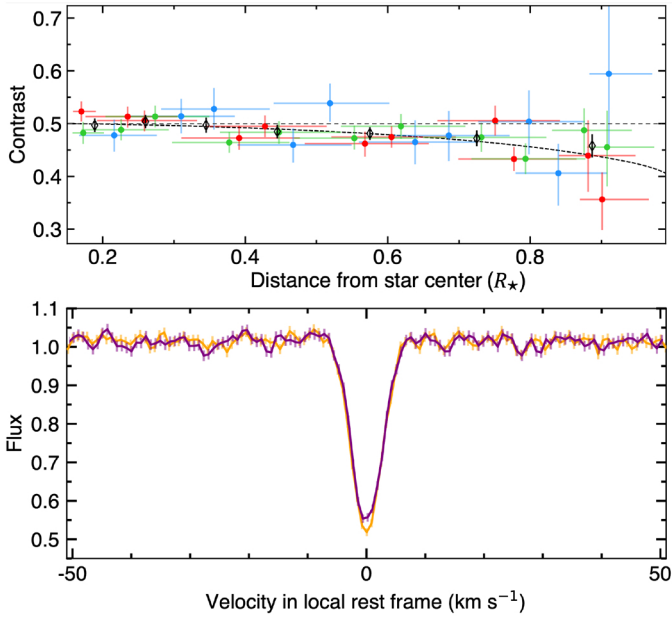 0.7
0.6
0.5
0.4
0.3
Contrast
0.2 0.4 0.6 0.8
Distance from star center (R★)
1.1
1.0
0.9
0.8
0.7
0.6
0.5
Flux
-50 0 50
Velocity in local rest frame (km s⁻¹)